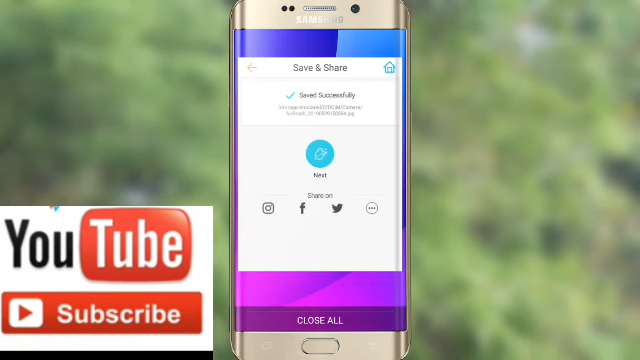 SAMSUNG
Save & Share
Saved Successfully
Next
Share on
YouTube
Subscribe
CLOSE ALL